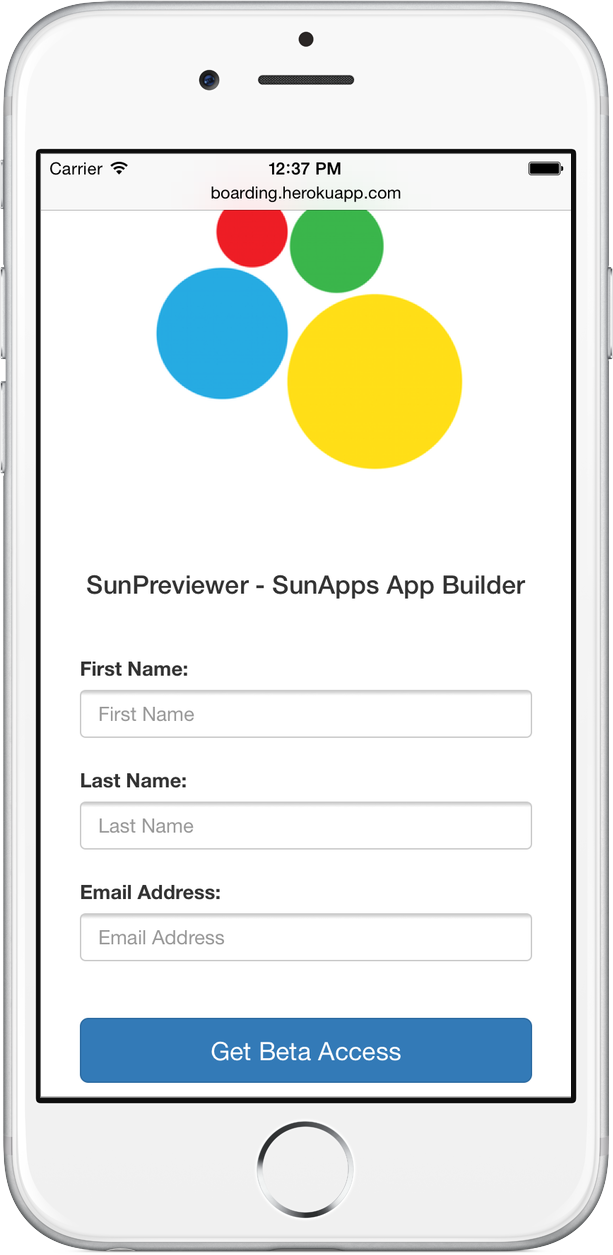 Carrier 12:37 PM
boarding.herokuapp.com
SunPreviewer - SunApps App Builder
First Name:
First Name
Last Name:
Last Name
Email Address:
Email Address
Get Beta Access